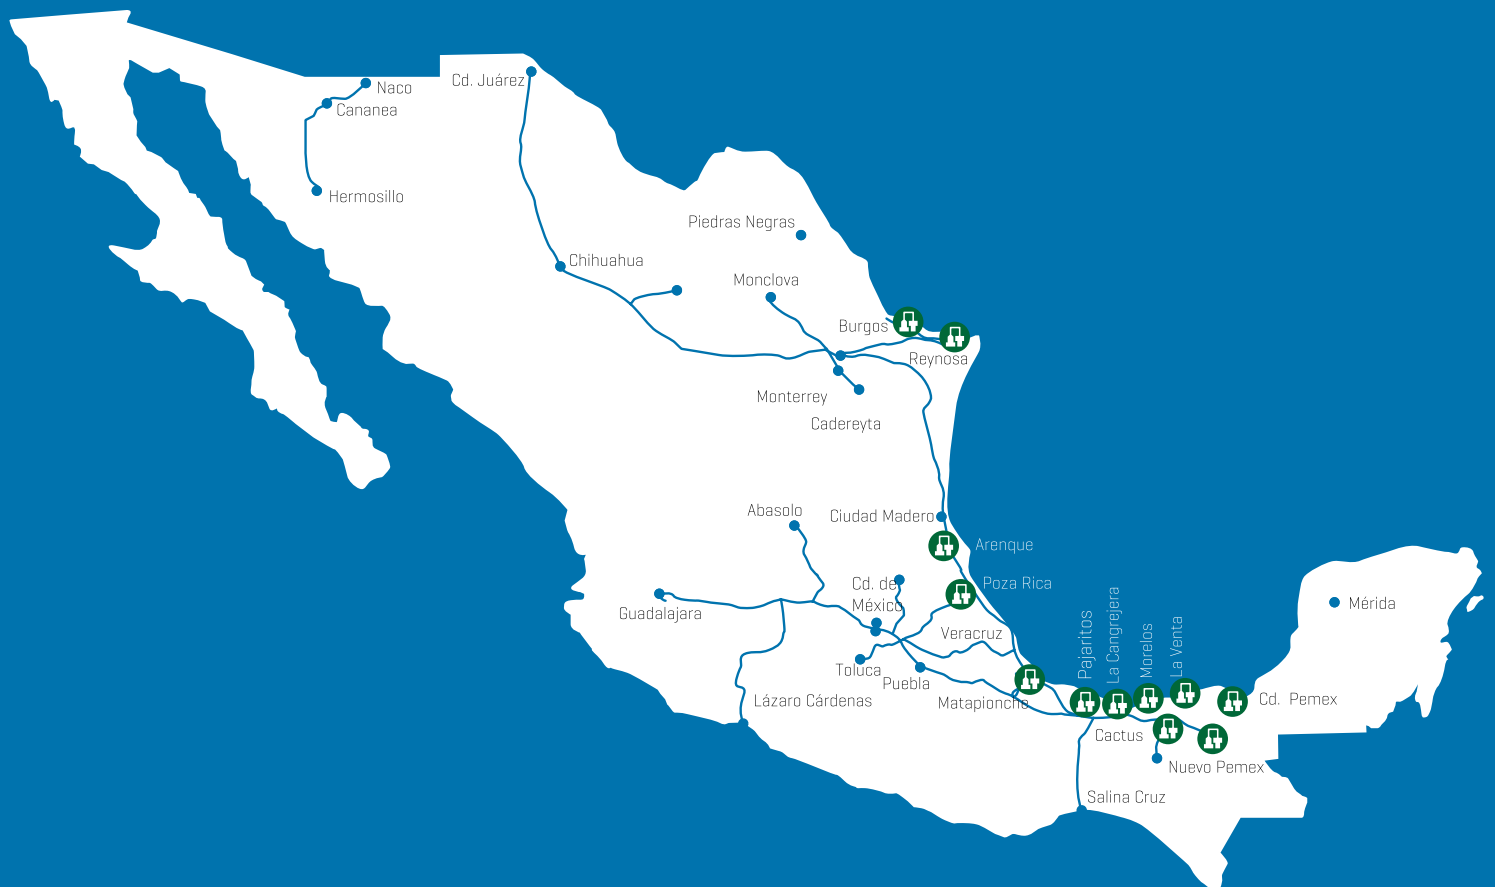 Naco
Cd. Juárez
Cananea
Hermosillo
Piedras Negras
Chihuahua
Monclova
Burgos
Reynosa
Monterrey
Cadereyta
Abasolo
Ciudad Madero
Arenque
Cd. de
México
Poza Rica
Guadalajara
Mérida
Veracruz
Pajaritos
La Cangrejera
Morelos
La Venta
Toluca
Puebla
Lázaro Cárdenas
Matapionche
Cd. Pemex
Cactus
Nuevo Pemex
Salina Cruz